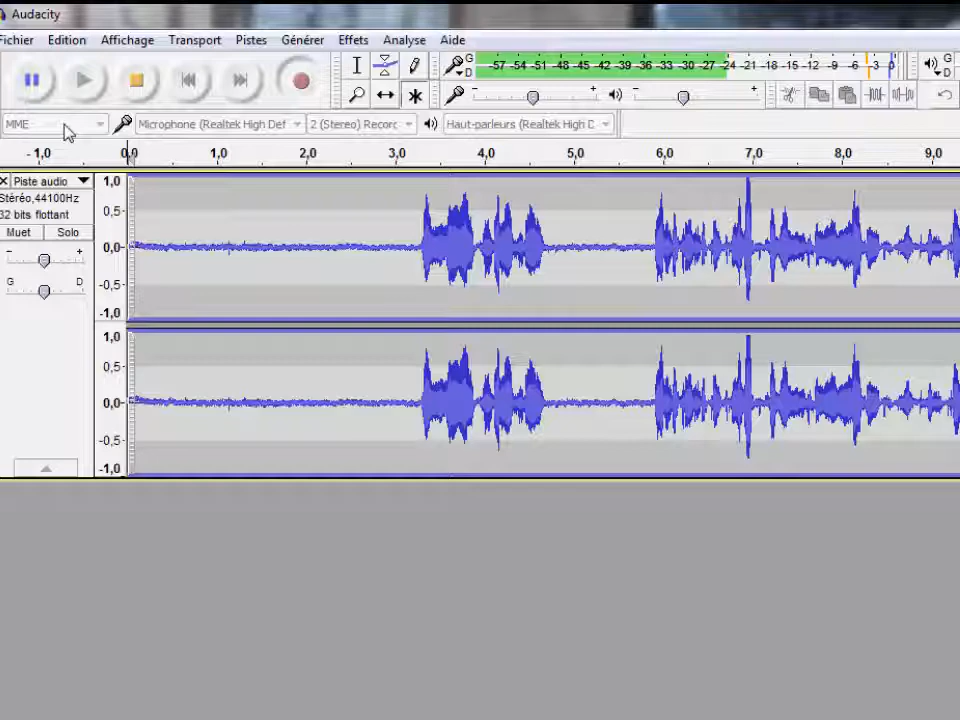 Audacity
Fichier Edition Affichage Transport Pistes Générer Effets Analyse Aide
G D -57 -54 -51 -48 -45 -42 -39 -36 -33 -30 -27 -24 -21 -18 -15 -12 -9 -6 -3 0 G D
- + - +
MME Microphone (Realtek High Def 2 (Stereo) Record Haut-parleurs (Realtek High D
-1,0 0,0 1,0 2,0 3,0 4,0 5,0 6,0 7,0 8,0 9,0
Piste audio
Stéréo,44100Hz
32 bits flottant
Muet Solo
- +
G D
1,0
0,5
0,0
-0,5
-1,0
1,0
0,5
0,0
-0,5
-1,0